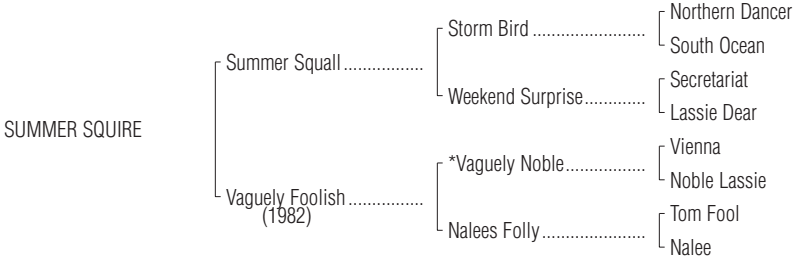 Northern Dancer
Storm Bird ........................
South Ocean
Summer Squall .................
Secretariat
Weekend Surprise.............
Lassie Dear
SUMMER SQUIRE
Vienna
*Vaguely Noble.................
Noble Lassie
Vaguely Foolish ................
(1982)
Tom Fool
Nalees Folly ......................
Nalee